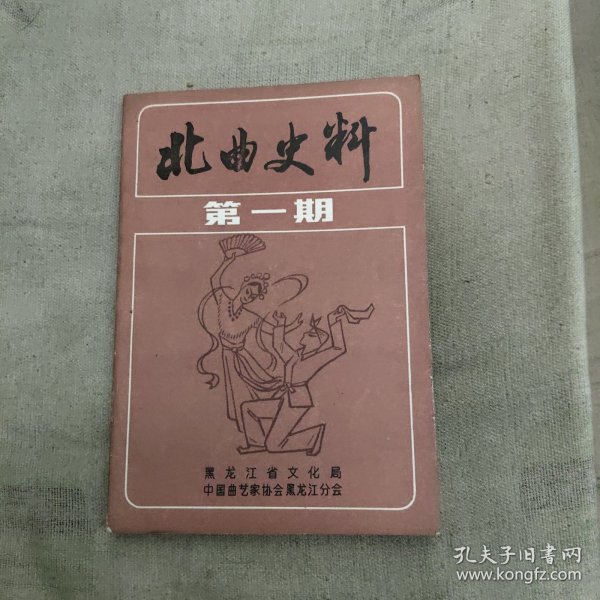 北曲史料
第一期
黑龙江省文化局
中国曲艺家协会黑龙江分会
孔夫子旧书网
www.kongfz.com